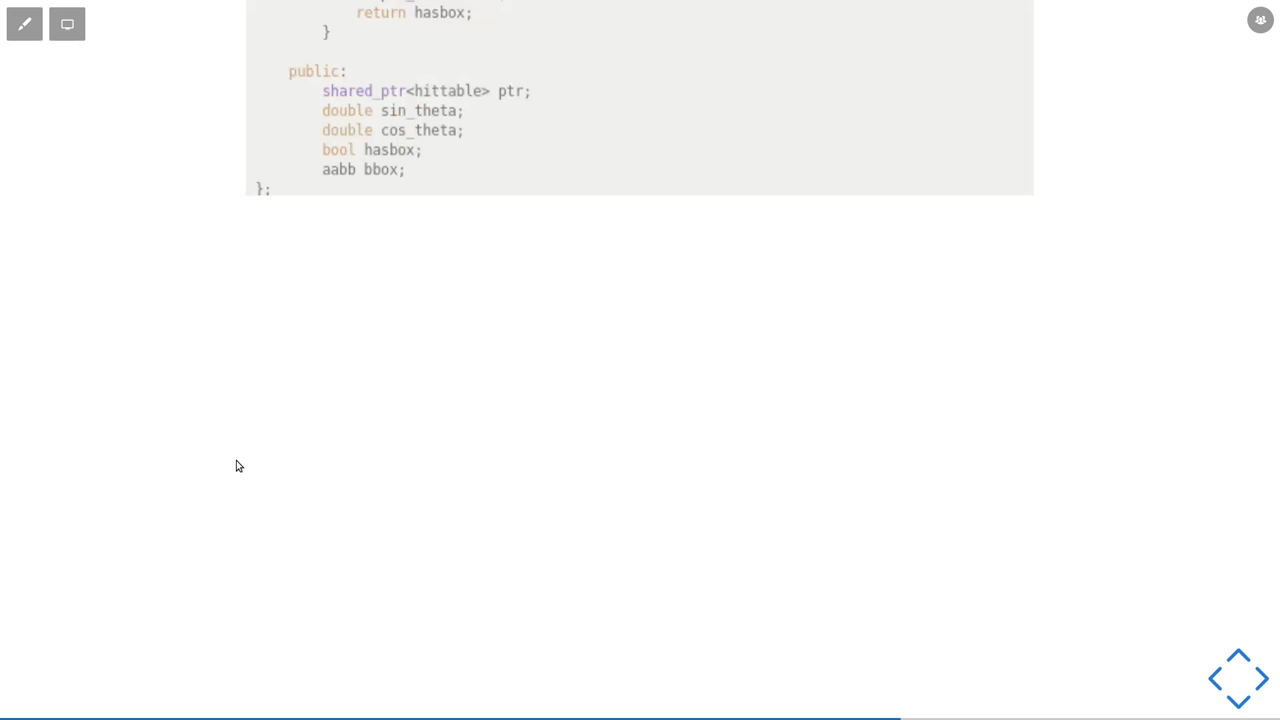 return hasbox;
}
public:
shared_ptr<hittable> ptr;
double sin_theta;
double cos_theta;
bool hasbox;
aabb bbox;
};